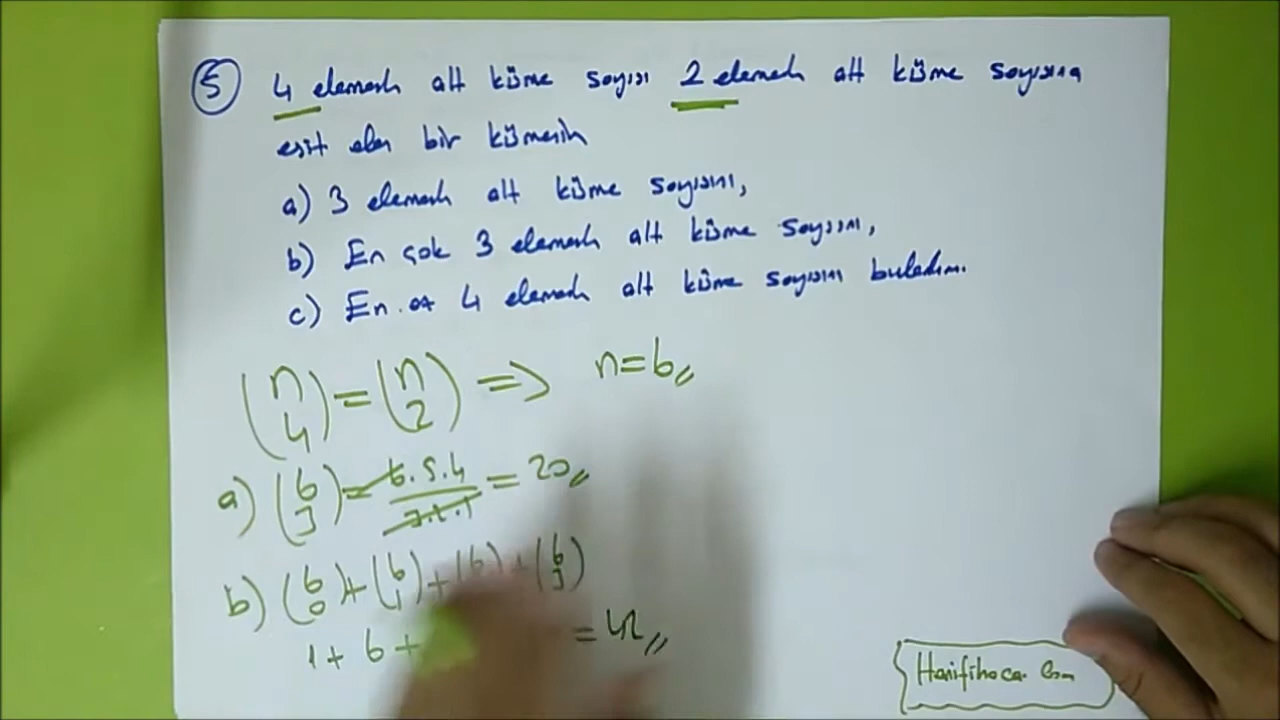 5 4 elemanlı alt küme sayısı 2 elemanlı alt küme sayısına
eşit olan bir kümenin
a) 3 elemanlı alt küme sayısını,
b) En çok 3 elemanlı alt küme sayısını,
c) En az 4 elemanlı alt küme sayısını bulalım.
(n 4) = (n 2) => n=6
a) (6 3) = 6.5.4 / 3.2.1 = 20
b) (6 0) + (6 1) + + (6 3)
1 + 6 + = 42
Hanifihoca.com